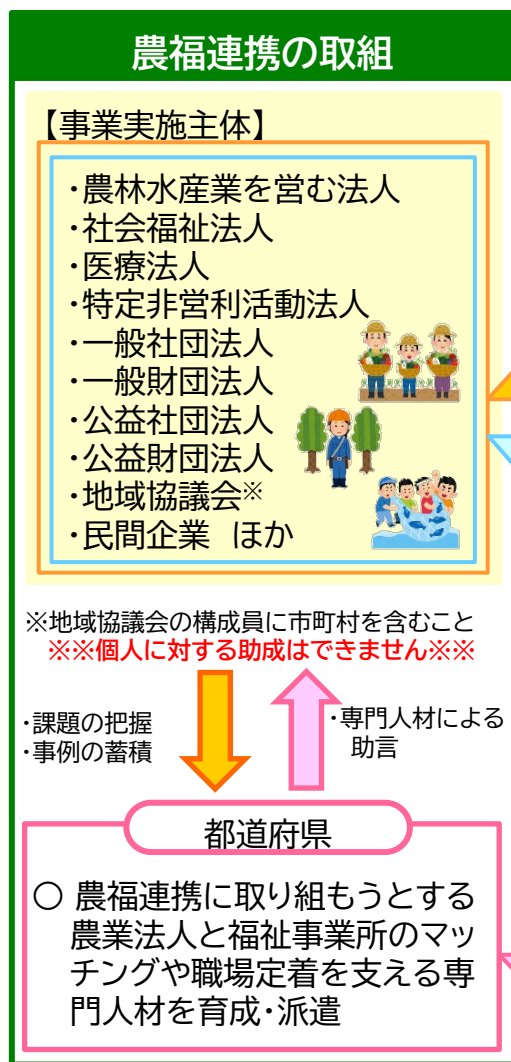 農福連携の取組
【事業実施主体】
・農林水産業を営む法人
・社会福祉法人
・医療法人
・特定非営利活動法人
・一般社団法人
・一般財団法人
・公益社団法人
・公益財団法人
・地域協議会※
・民間企業 ほか
※地域協議会の構成員に市町村を含むこと
※※個人に対する助成はできません※※
・課題の把握
・事例の蓄積
・専門人材による
助言
都道府県
○ 農福連携に取り組もうとする
農業法人と福祉事業所のマッ
チングや職場定着を支える専
門人材を育成・派遣